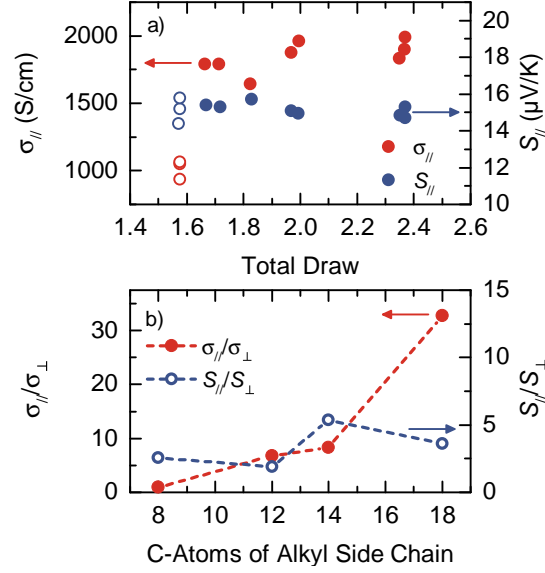 a)
2000
1500
1000
σ// (S/cm)
20
18
16
14
12
10
S// (μV/K)
σ//
S//
1.4 1.6 1.8 2.0 2.2 2.4 2.6
Total Draw
b)
30
20
10
0
σ///σ⊥
15
10
5
0
S///S⊥
σ///σ⊥
S///S⊥
8 10 12 14 16 18
C-Atoms of Alkyl Side Chain